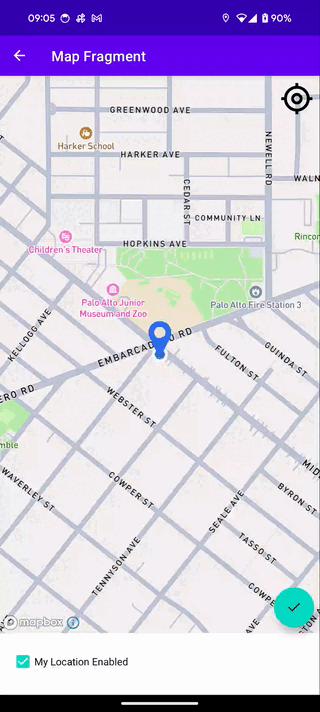 09:05 90%
Map Fragment
GREENWOOD AVE
Harker School
HARKER AVE
NEWELL RD
CEDAR ST
WALN
COMMUNITY LN
Rincon
Children's Theater
HOPKINS AVE
Palo Alto Junior
Museum and Zoo
Palo Alto Fire Station 3
KELLOGG AVE
EMBARCADERO RD
FULTON ST
GUINDA ST
ERO RD
WEBSTER ST
mble
MID
WAVERLEY ST
COWPER ST
BYRON ST
SEALE AVE
TASSO ST
TENNYSON AVE
COWPE
mapbox
My Location Enabled